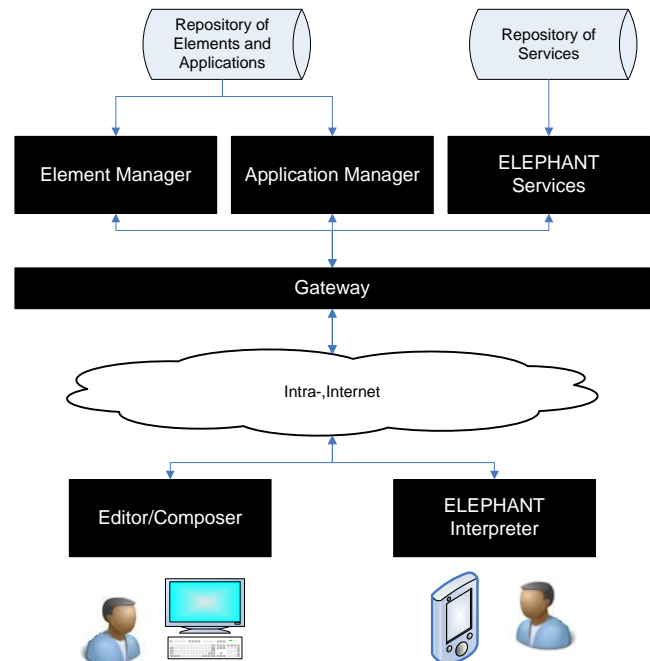 Repository of
Elements and
Applications
Repository of
Services
Element Manager
Application Manager
ELEPHANT
Services
Gateway
Intra-,Internet
Editor/Composer
ELEPHANT
Interpreter